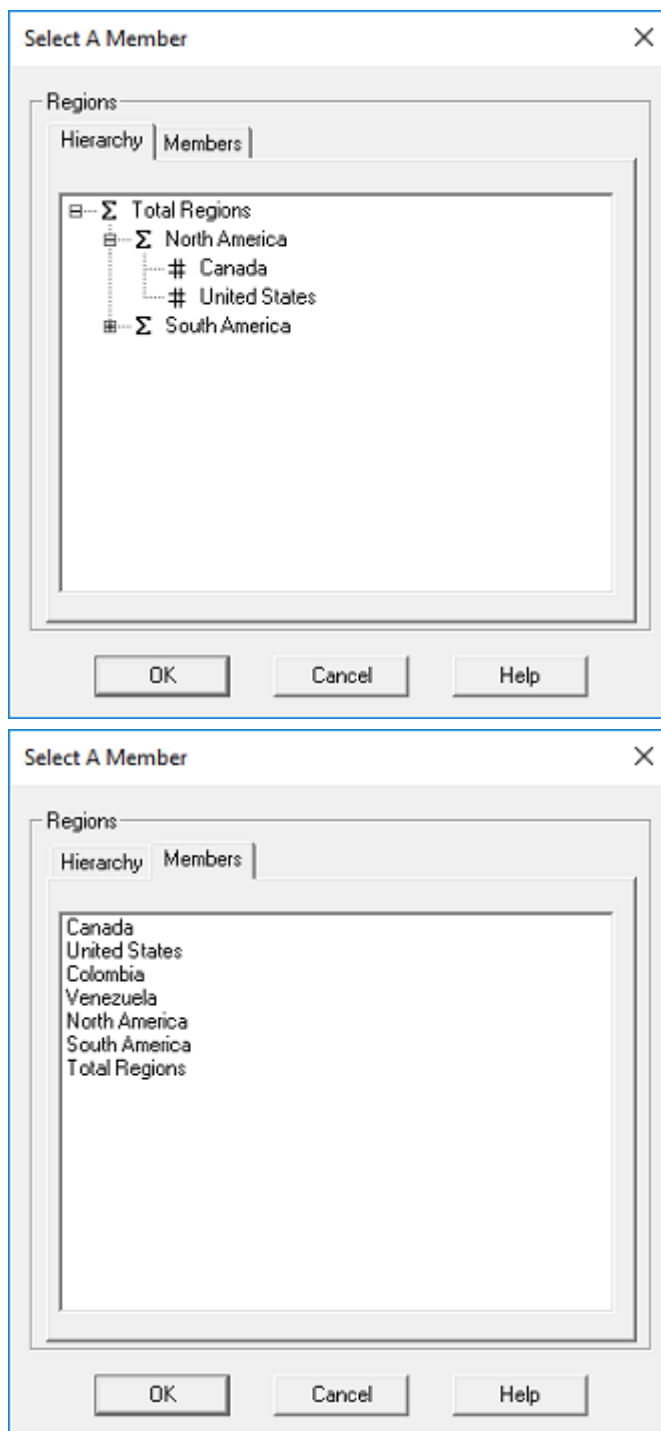 Select A Member
Regions
Hierarchy Members
Σ Total Regions
Σ North America
# Canada
# United States
Σ South America
OK Cancel Help
Select A Member
Regions
Hierarchy Members
Canada
United States
Colombia
Venezuela
North America
South America
Total Regions
OK Cancel Help